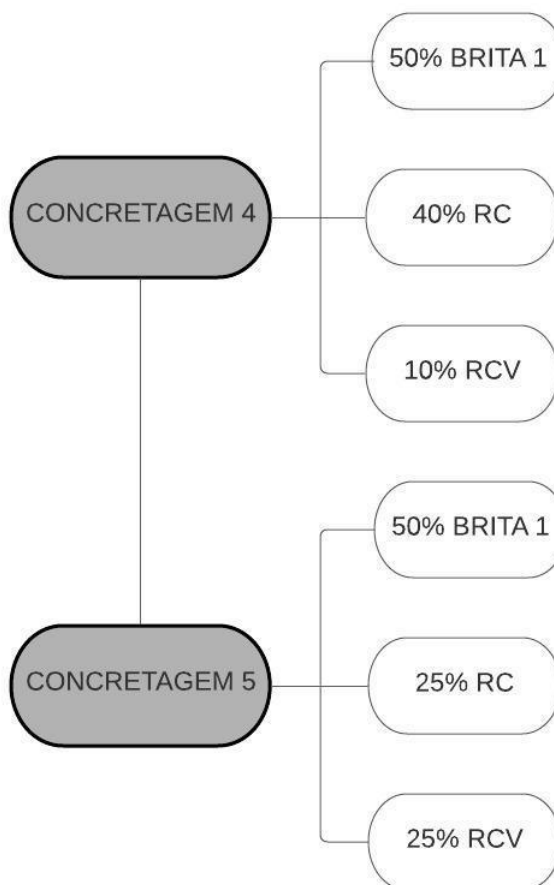 50% BRITA 1
CONCRETAGEM 4
40% RC
10% RCV
50% BRITA 1
CONCRETAGEM 5
25% RC
25% RCV